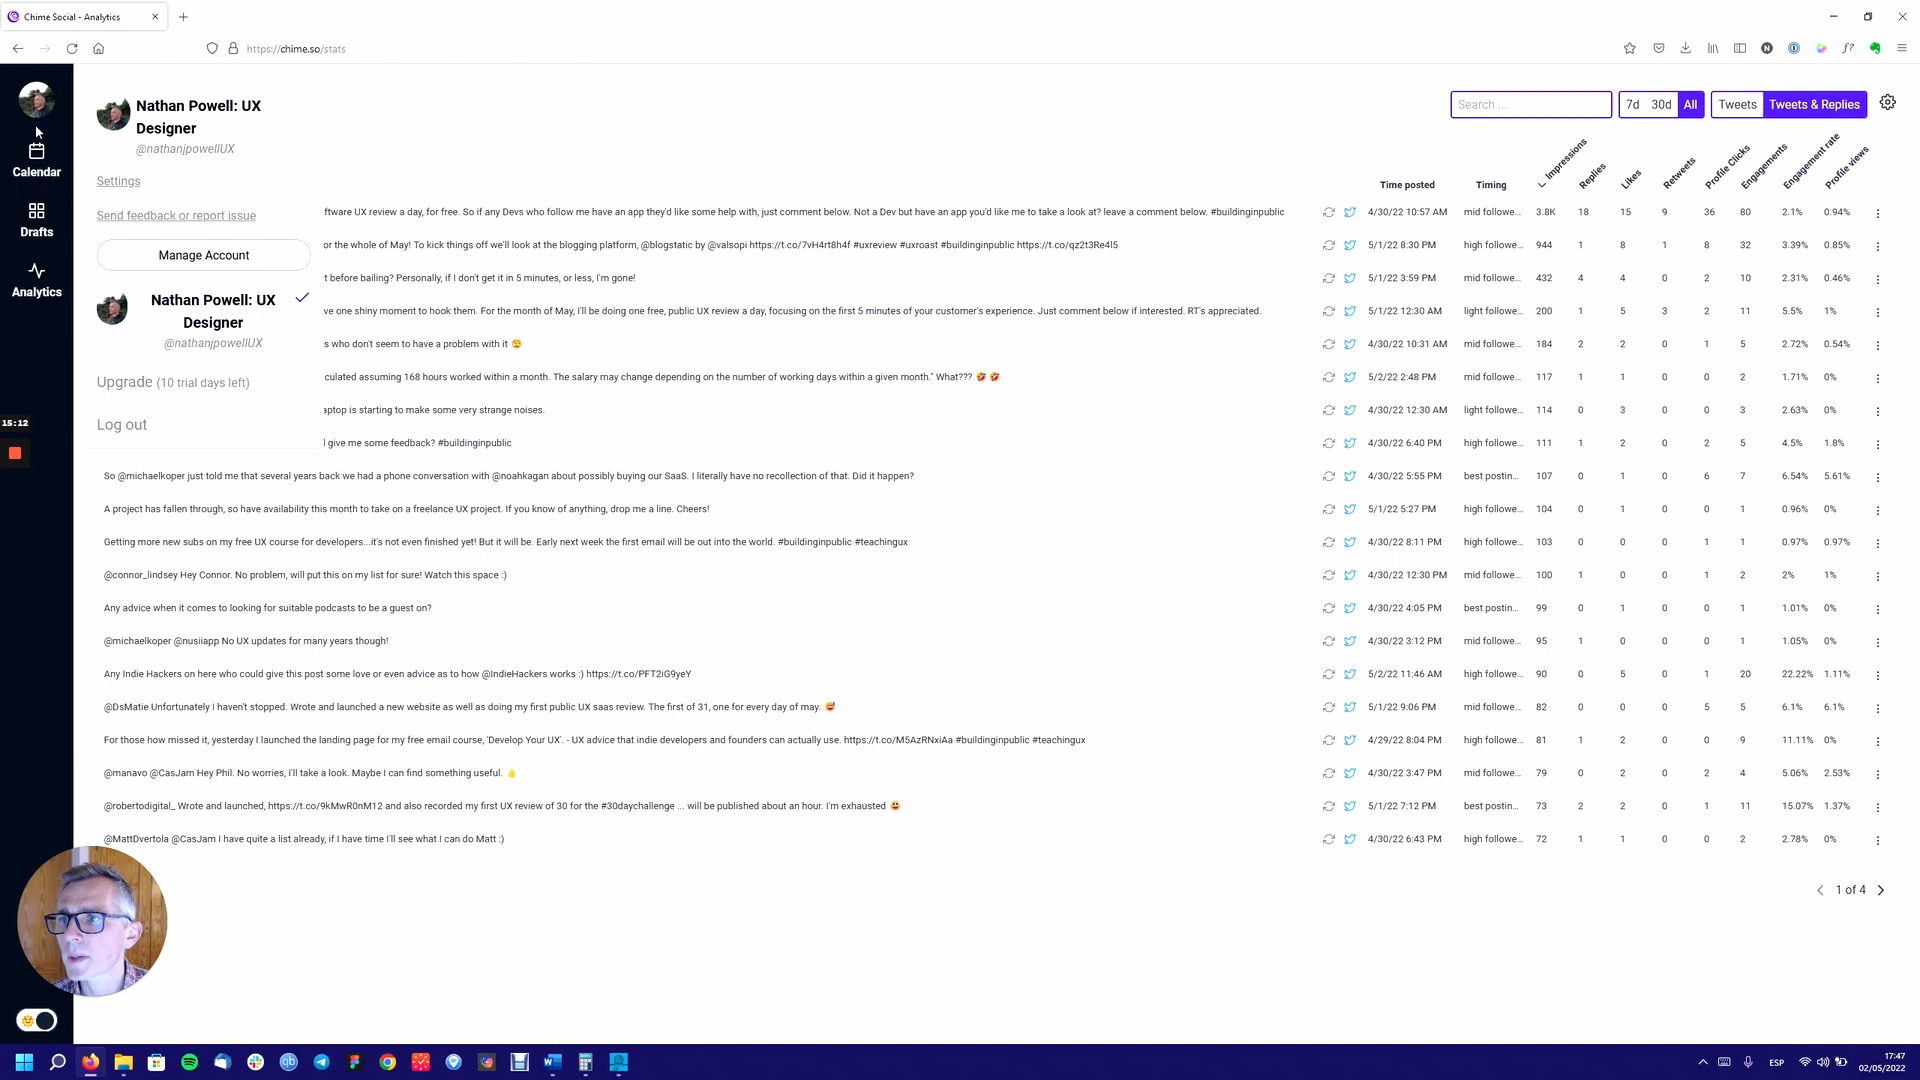 Chime Social - Analytics
https://chime.so/stats
Nathan Powell: UX
Designer
@nathanjpowellUX
Settings
Send feedback or report issue
Manage Account
Nathan Powell: UX
Designer
@nathanjpowellUX
Upgrade (10 trial days left)
Log out
Calendar
Drafts
Analytics
15:12
Search ...
7d 30d All
Tweets Tweets & Replies
Time posted Timing Impressions Replies Likes Retweets Profile Clicks Engagements Engagement rate Profile views
ftware UX review a day, for free. So if any Devs who follow me have an app they'd like some help with, just comment below. Not a Dev but have an app you'd like me to take a look at? leave a comment below. #buildinginpublic 4/30/22 10:57 AM mid followe... 3.8K 18 15 9 36 80 2.1% 0.94%
or the whole of May! To kick things off we'll look at the blogging platform, @blogstatic by @valsopi https://t.co/7vH4rt8h4f #uxreview #uxroast #buildinginpublic https://t.co/qz2t3Re4l5 5/1/22 8:30 PM high followe... 944 1 8 1 8 32 3.39% 0.85%
t before bailing? Personally, if I don't get it in 5 minutes, or less, I'm gone! 5/1/22 3:59 PM mid followe... 432 4 4 0 2 10 2.31% 0.46%
ve one shiny moment to hook them. For the month of May, I'll be doing one free, public UX review a day, focusing on the first 5 minutes of your customer's experience. Just comment below if interested. RT's appreciated. 5/1/22 12:30 AM light followe... 200 1 5 3 2 11 5.5% 1%
s who don't seem to have a problem with it 4/30/22 10:31 AM mid followe... 184 2 2 0 1 5 2.72% 0.54%
culated assuming 168 hours worked within a month. The salary may change depending on the number of working days within a given month." What??? 🤣 🤣 5/2/22 2:48 PM mid followe... 117 1 1 0 0 2 1.71% 0%
aptop is starting to make some very strange noises. 4/30/22 12:30 AM light followe... 114 0 3 0 0 3 2.63% 0%
l give me some feedback? #buildinginpublic 4/30/22 6:40 PM high followe... 111 1 2 0 2 5 4.5% 1.8%
So @michaelkoper just told me that several years back we had a phone conversation with @noahkagan about possibly buying our SaaS. I literally have no recollection of that. Did it happen? 4/30/22 5:55 PM best postin... 107 0 1 0 6 7 6.54% 5.61%
A project has fallen through, so have availability this month to take on a freelance UX project. If you know of anything, drop me a line. Cheers! 5/1/22 5:27 PM high followe... 104 0 1 0 0 1 0.96% 0%
Getting more new subs on my free UX course for developers...it's not even finished yet! But it will be. Early next week the first email will be out into the world. #buildinginpublic #teachingux 4/30/22 8:11 PM high followe... 103 0 0 0 1 1 0.97% 0.97%
@connor_lindsey Hey Connor. No problem, will put this on my list for sure! Watch this space :) 4/30/22 12:30 PM mid followe... 100 1 0 0 1 2 2% 1%
Any advice when it comes to looking for suitable podcasts to be a guest on? 4/30/22 4:05 PM best postin... 99 0 1 0 0 1 1.01% 0%
@michaelkoper @nusiiapp No UX updates for many years though! 4/30/22 3:12 PM mid followe... 95 1 0 0 0 1 1.05% 0%
Any Indie Hackers on here who could give this post some love or even advice as to how @IndieHackers works :) https://t.co/PFT2iG9yeY 5/2/22 11:46 AM high followe... 90 0 5 0 1 20 22.22% 1.11%
@DsMatie Unfortunately I haven't stopped. Wrote and launched a new website as well as doing my first public UX saas review. The first of 31, one for every day of may. 😅 5/1/22 9:06 PM mid followe... 82 0 0 0 5 5 6.1% 6.1%
For those how missed it, yesterday I launched the landing page for my free email course, 'Develop Your UX'. - UX advice that indie developers and founders can actually use. https://t.co/M5AzRNxiAa #buildinginpublic #teachingux 4/29/22 8:04 PM high followe... 81 1 2 0 0 9 11.11% 0%
@manavo @CasJam Hey Phil. No worries, I'll take a look. Maybe I can find something useful. 👍 4/30/22 3:47 PM mid followe... 79 0 2 0 2 4 5.06% 2.53%
@robertodigital_ Wrote and launched, https://t.co/9kMwR0nM12 and also recorded my first UX review of 30 for the #30daychallenge ... will be published about an hour. I'm exhausted 😃 5/1/22 7:12 PM best postin... 73 2 2 0 1 11 15.07% 1.37%
@MattDvertola @CasJam I have quite a list already, if I have time I'll see what I can do Matt :) 4/30/22 6:43 PM high followe... 72 1 1 0 0 2 2.78% 0%
1 of 4
ESP
17:47
02/05/2022